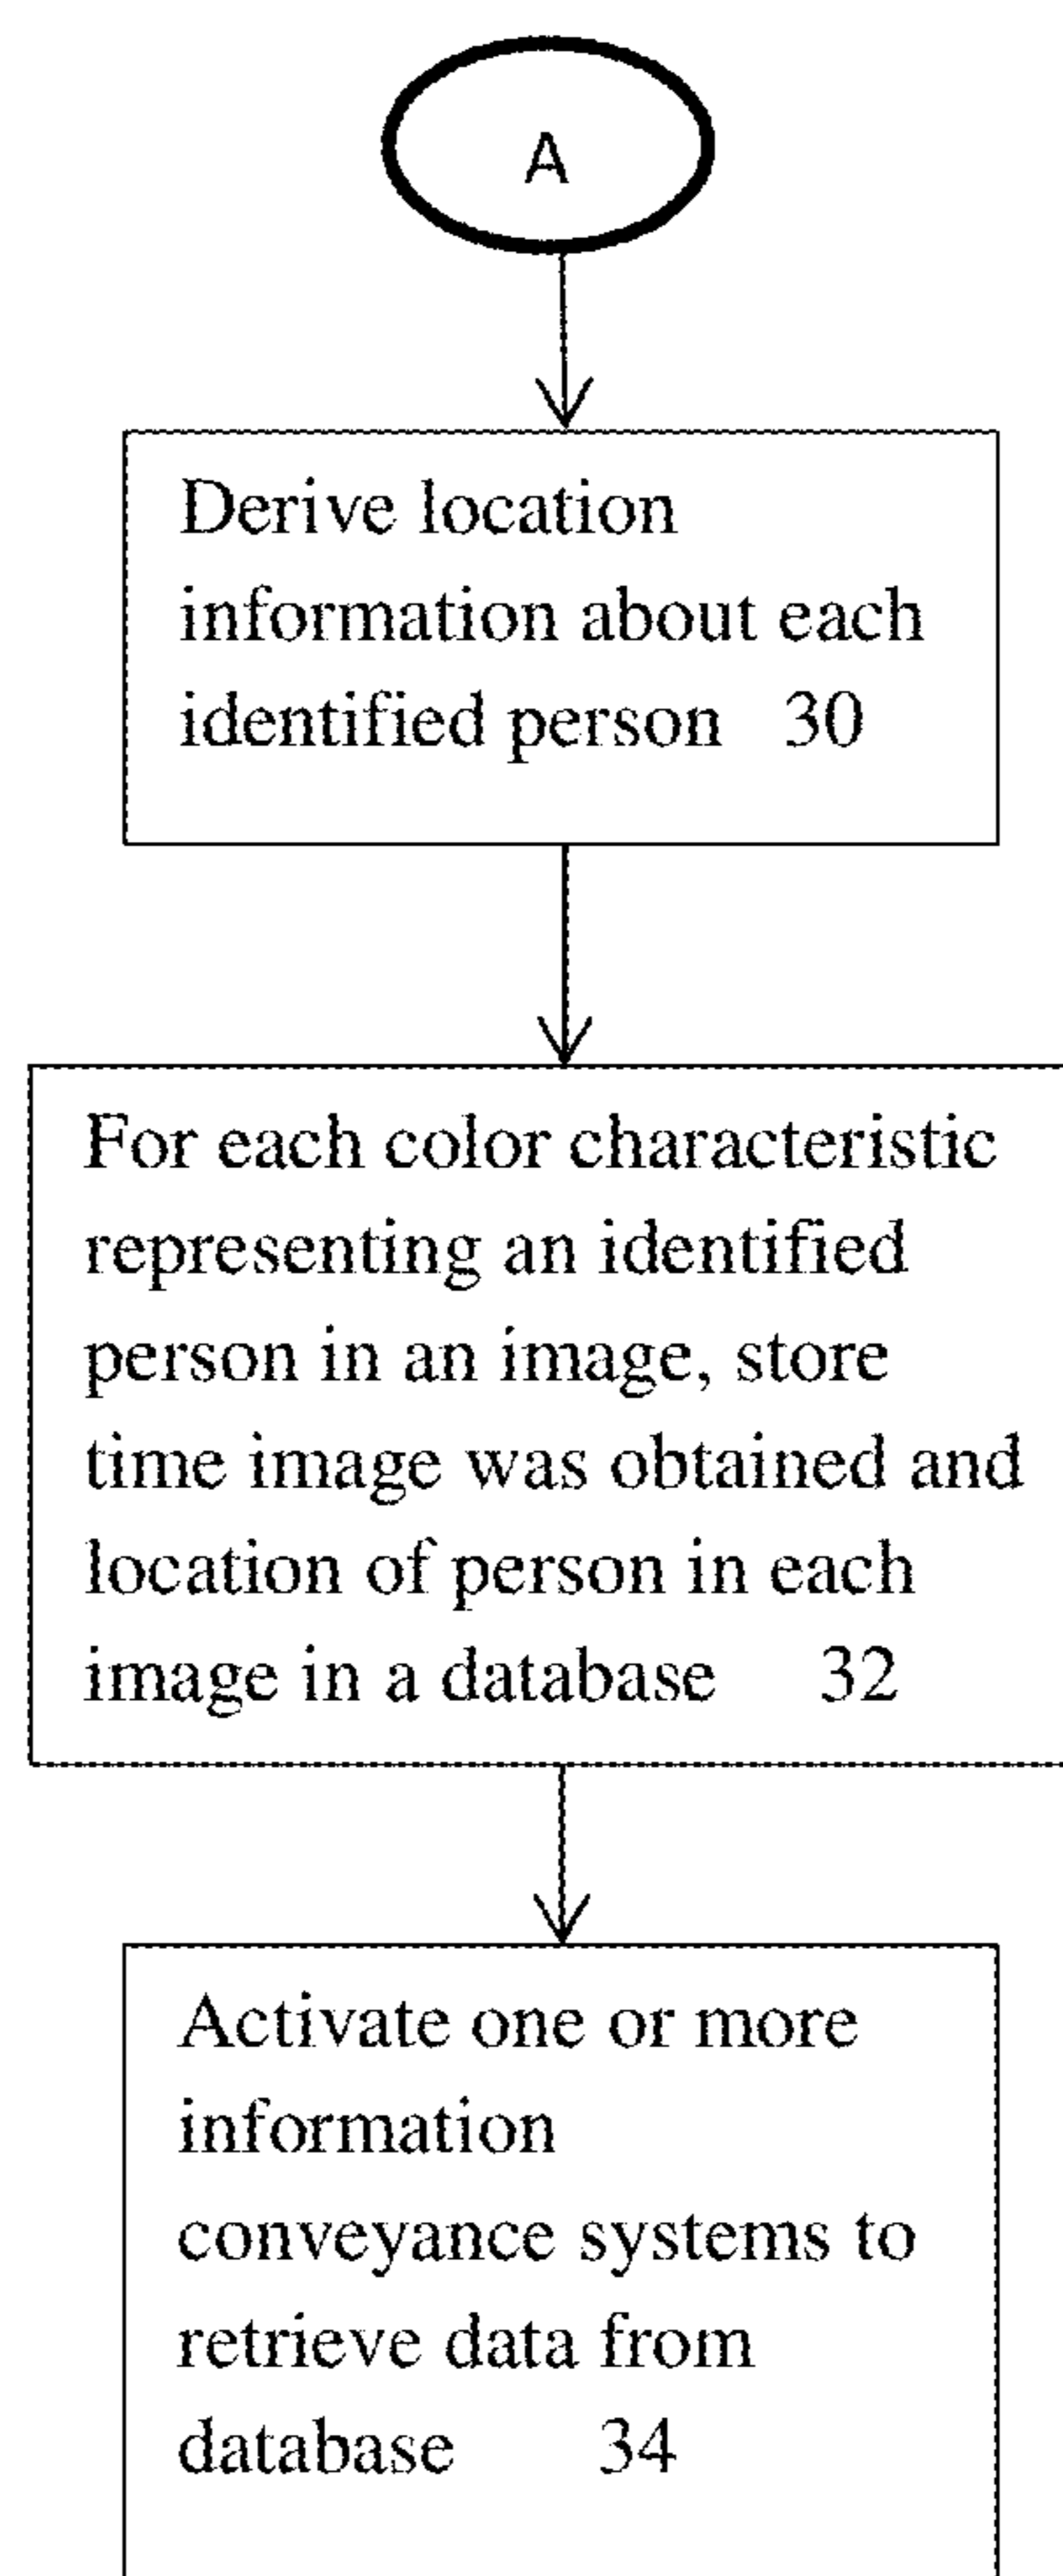 A
Derive location
information about each
identified person 30
For each color characteristic
representing an identified
person in an image, store
time image was obtained and
location of person in each
image in a database 32
Activate one or more
information
conveyance systems to
retrieve data from
database 34